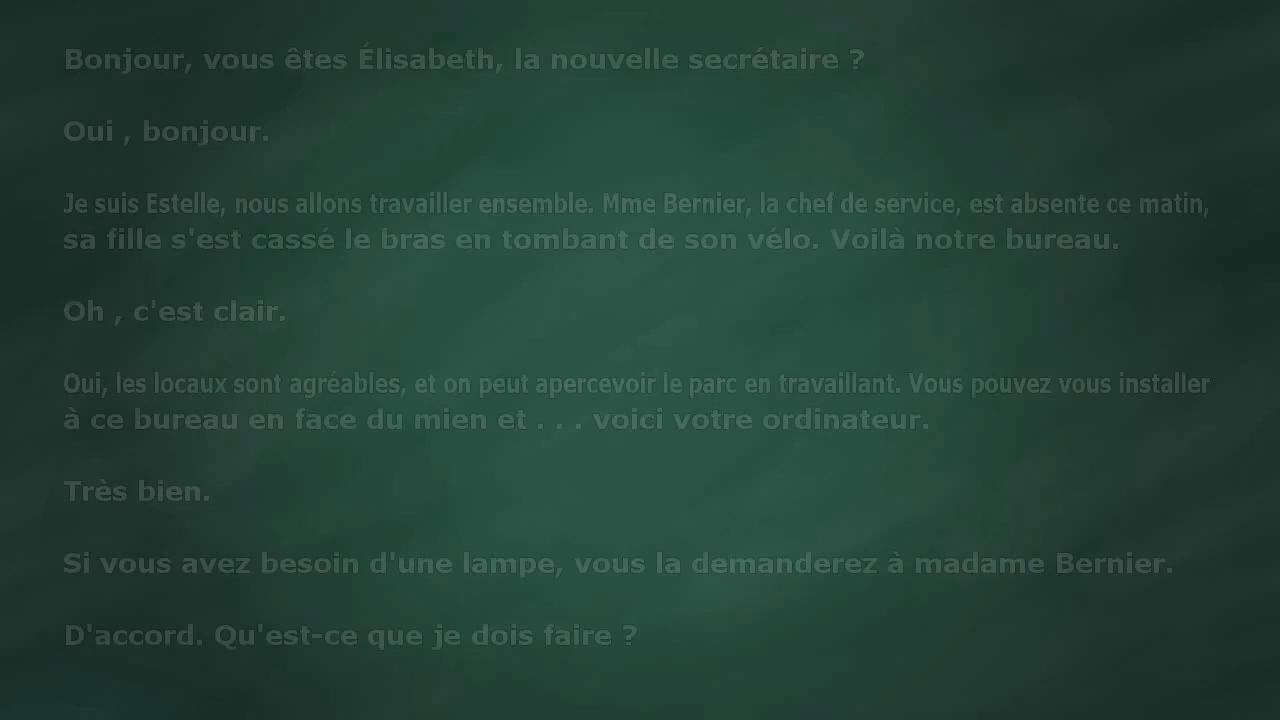 Bonjour, vous êtes Élisabeth, la nouvelle secrétaire ?
Oui , bonjour.
Je suis Estelle, nous allons travailler ensemble. Mme Bernier, la chef de service, est absente ce matin,
sa fille s'est cassé le bras en tombant de son vélo. Voilà notre bureau.
Oh , c'est clair.
Oui, les locaux sont agréables, et on peut apercevoir le parc en travaillant. Vous pouvez vous installer
à ce bureau en face du mien et . . . voici votre ordinateur.
Très bien.
Si vous avez besoin d'une lampe, vous la demanderez à madame Bernier.
D'accord. Qu'est-ce que je dois faire ?